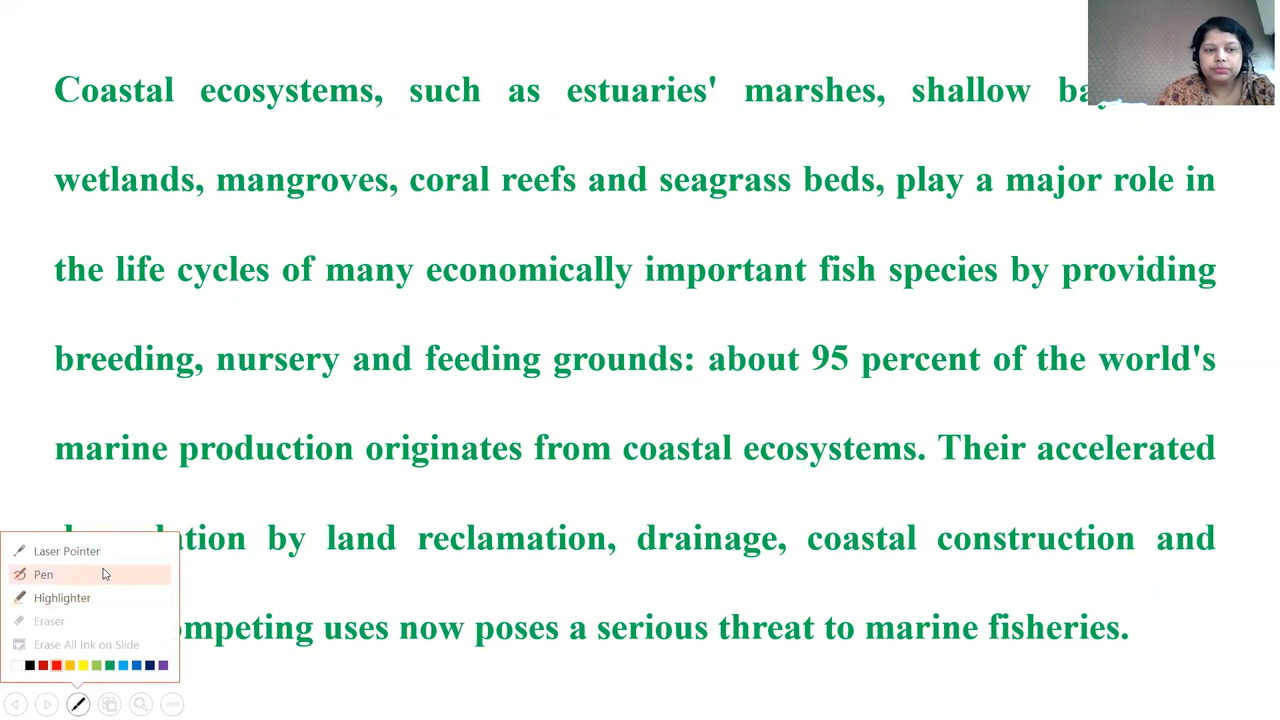 Coastal ecosystems, such as estuaries' marshes, shallow
wetlands, mangroves, coral reefs and seagrass beds, play a major role in
the life cycles of many economically important fish species by providing
breeding, nursery and feeding grounds: about 95 percent of the world's
marine production originates from coastal ecosystems. Their accelerated
by land reclamation, drainage, coastal construction and
uses now poses a serious threat to marine fisheries.
Laser Pointer
Pen
Highlighter
Eraser
Erase All Ink on Slide